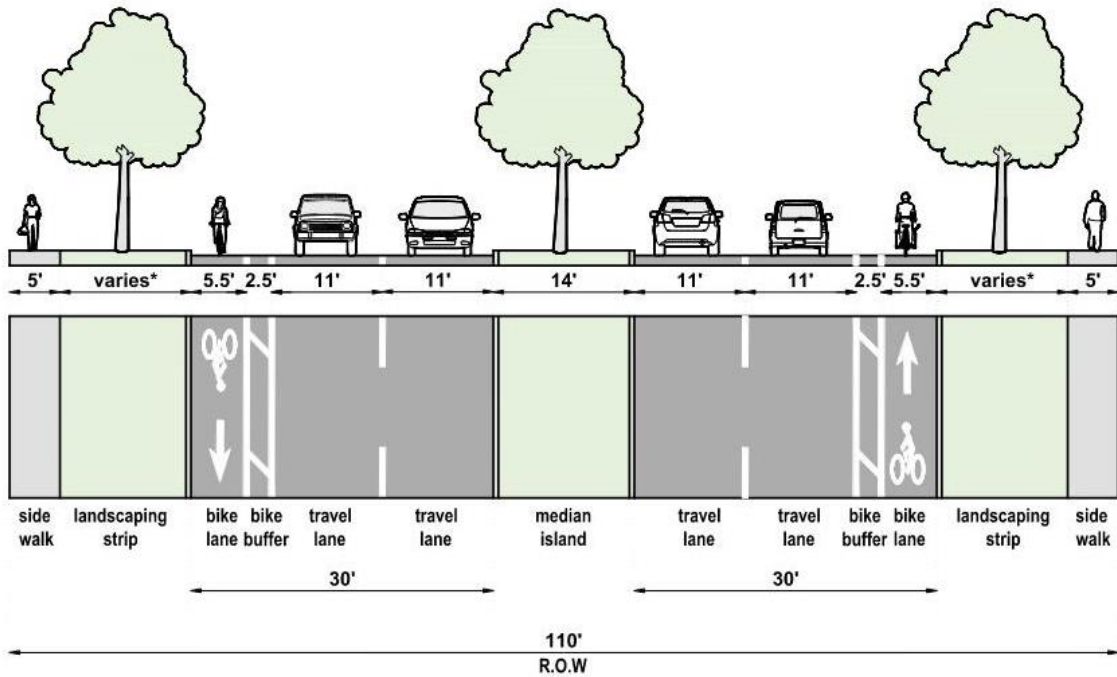 5' varies* 5.5' 2.5' 11' 11' 14' 11' 11' 2.5' 5.5' varies* 5'
side walk
landscaping strip
bike lane
bike buffer
travel lane
travel lane
median island
travel lane
travel lane
bike buffer
bike lane
landscaping strip
side walk
30' 30'
110'
R.O.W